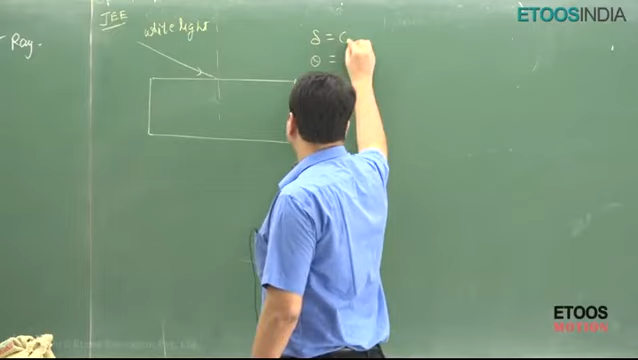 ETOOSINDIA
JEE
white light
Ray.
δ = C
θ =
ETOOS